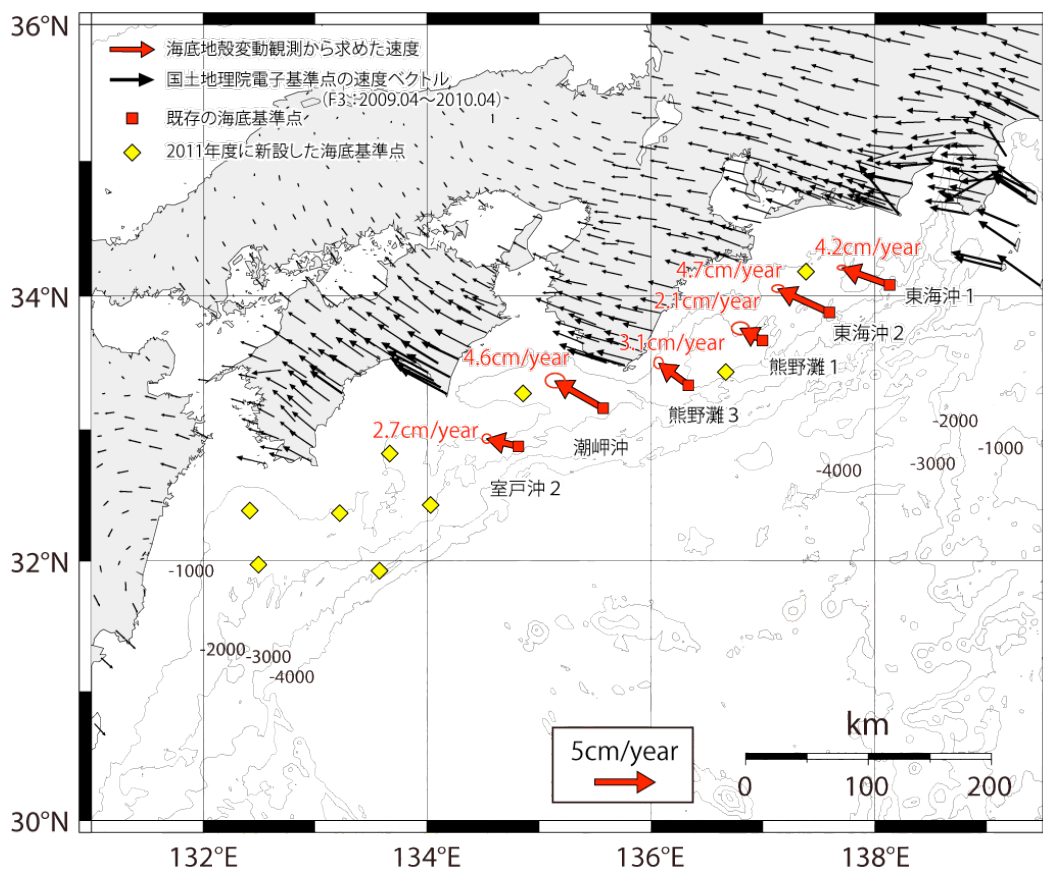 36°N
34°N
32°N
30°N
海底地殻変動観測から求めた速度
国土地理院電子基準点の速度ベクトル
(F3:2009.04～2010.04)
既存の海底基準点
2011年度に新設した海底基準点
4.2cm/year
4.7cm/year
2.1cm/year
3.1cm/year
4.6cm/year
2.7cm/year
東海沖1
東海沖2
熊野灘1
熊野灘3
潮岬沖
室戸沖2
-2000
-1000
-3000
-4000
-1000
-2000
-3000
-4000
5cm/year
km
0 100 200
132°E 134°E 136°E 138°E